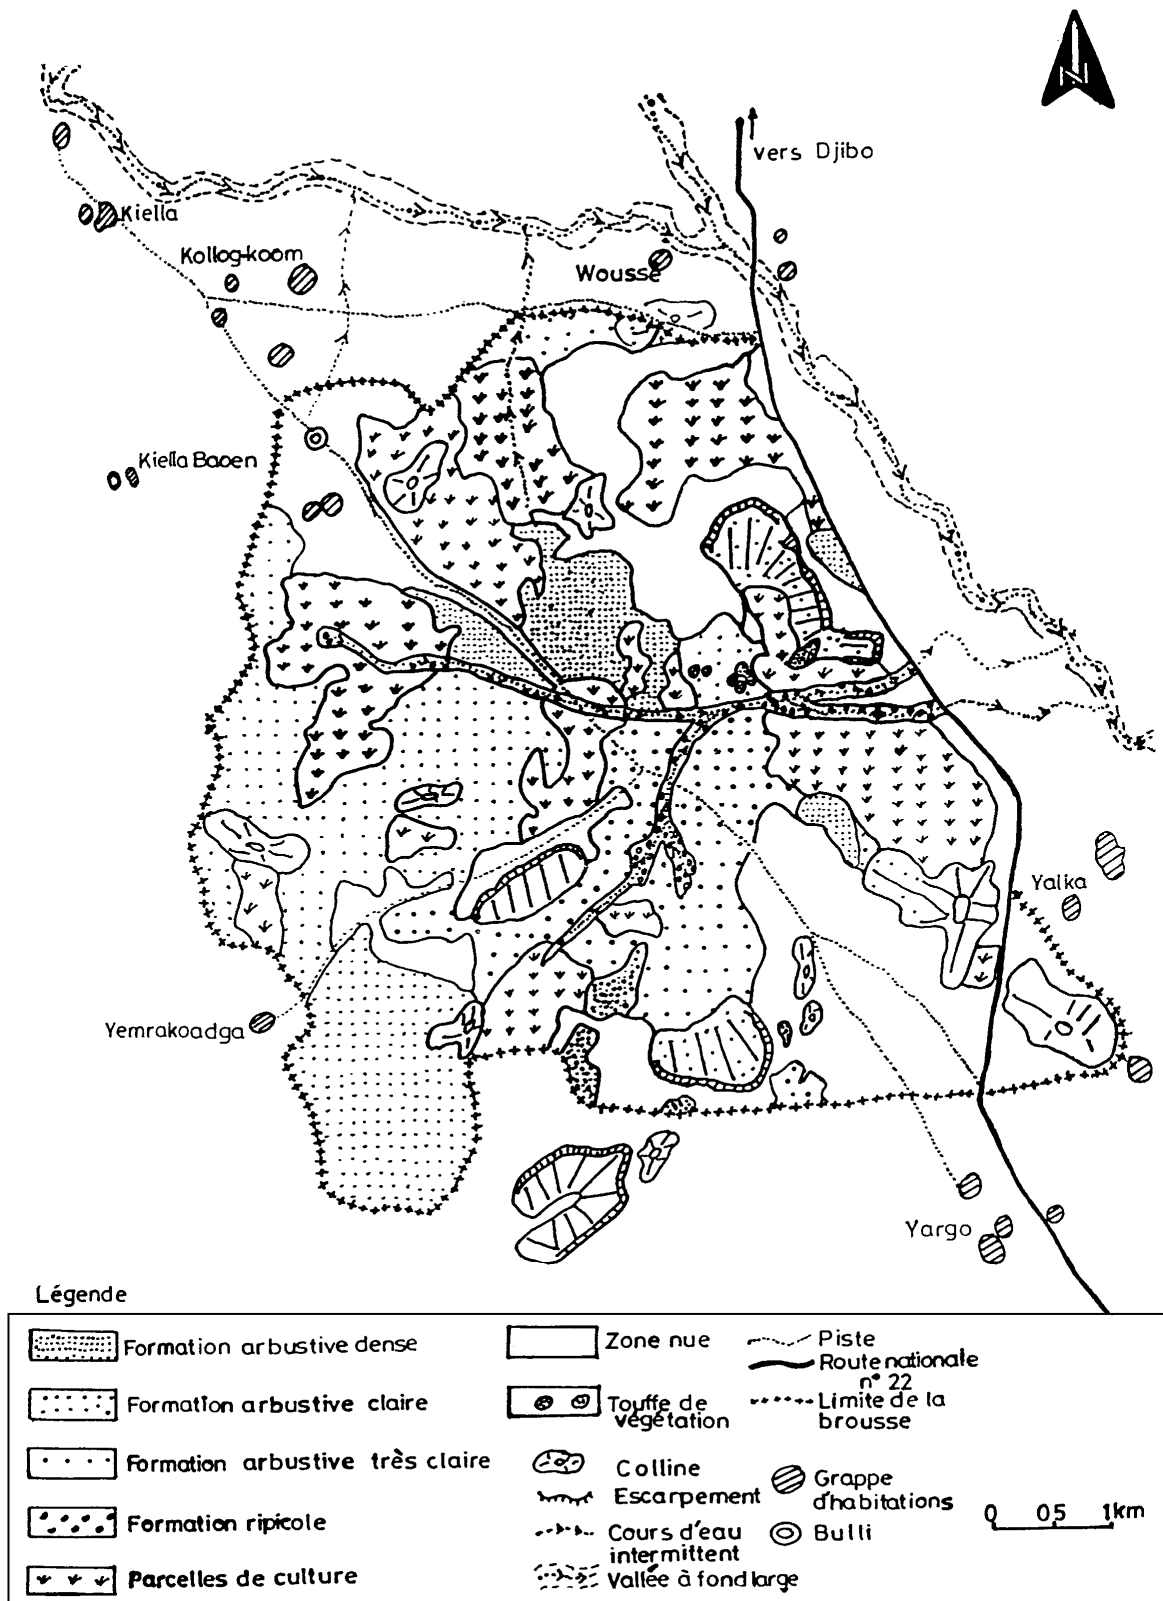 N
vers Djibo
Kiella
Kollog-koom
Wousse
Kiella Baoen
Yalka
Yemrakoadga
Yargo
Légende
Formation arbustive dense
Formation arbustive claire
Formation arbustive très claire
Formation ripicole
Parcelles de culture
Zone nue
Touffe de
végétation
Colline
Escarpement
Cours d'eau
intermittent
Vallée à fond large
Piste
Route nationale
n° 22
Limite de la
brousse
Grappe
d'habitations
Bulli
0 05 1km